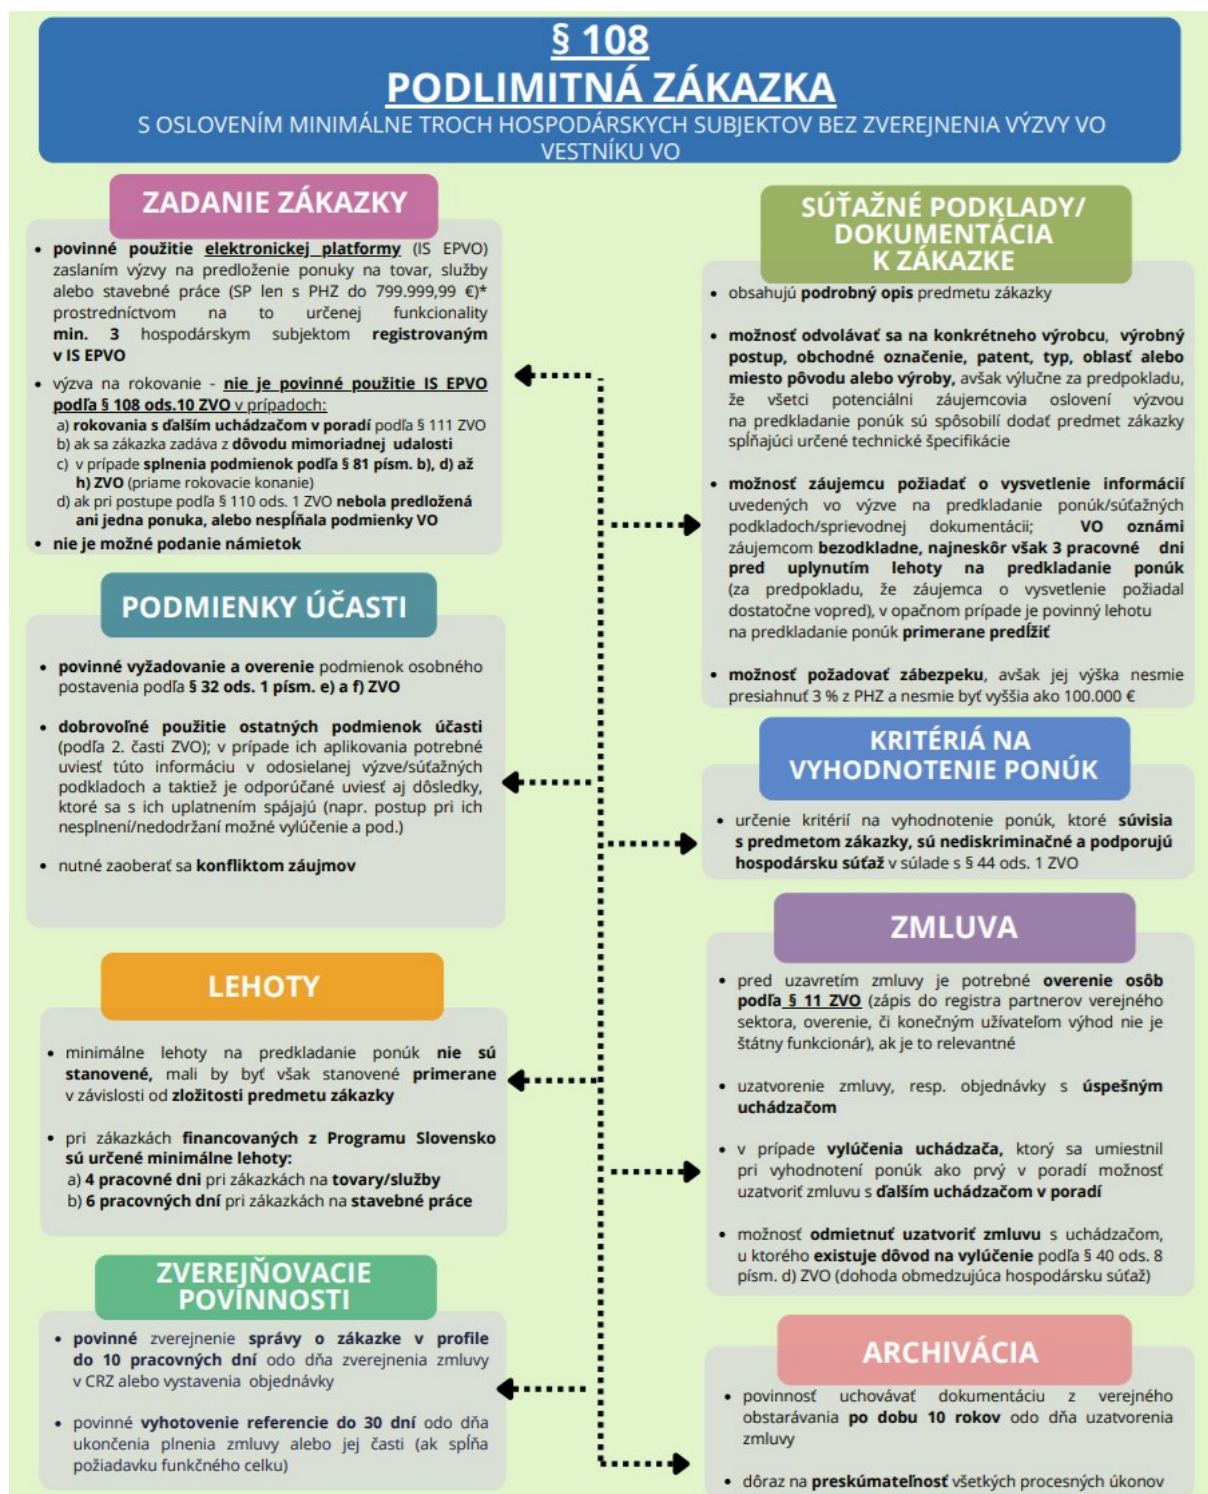 § 108
PODLIMITNÁ ZÁKAZKA
S OSLOVENÍM MINIMÁLNE TROCH HOSPODÁRSKYCH SUBJEKTOV BEZ ZVEREJNENIA VÝZVY VO
VESTNÍKU VO
ZADANIE ZÁKAZKY
• povinné použitie elektronickej platformy (IS EPVO)
zaslaním výzvy na predloženie ponuky na tovar, služby
alebo stavebné práce (SP len s PHZ do 799.999,99 €)*
prostredníctvom na to určenej funkcionality
min. 3 hospodárskym subjektom registrovaným
v IS EPVO
• výzva na rokovanie - nie je povinné použitie IS EPVO
podľa § 108 ods.10 ZVO v prípadoch:
a) rokovania s ďalším uchádzačom v poradí podľa § 111 ZVO
b) ak sa zákazka zadáva z dôvodu mimoriadnej udalosti
c) v prípade splnenia podmienok podľa § 81 písm. b), d) až
h) ZVO (priame rokovacie konanie)
d) ak pri postupe podľa § 110 ods. 1 ZVO nebola predložená
ani jedna ponuka, alebo nespĺňala podmienky VO
• nie je možné podanie námietok
PODMIENKY ÚČASTI
• povinné vyžadovanie a overenie podmienok osobného
postavenia podľa § 32 ods. 1 písm. e) a f) ZVO
• dobrovoľné použitie ostatných podmienok účasti
(podľa 2. časti ZVO); v prípade ich aplikovania potrebné
uviesť túto informáciu v odosielanej výzve/súťažných
podkladoch a taktiež je odporúčané uviesť aj dôsledky,
ktoré sa s ich uplatnením spájajú (napr. postup pri ich
nesplnení/nedodržaní možné vylúčenie a pod.)
• nutné zaoberať sa konfliktom záujmov
LEHOTY
• minimálne lehoty na predkladanie ponúk nie sú
stanovené, mali by byť však stanovené primerane
v závislosti od zložitosti predmetu zákazky
• pri zákazkách financovaných z Programu Slovensko
sú určené minimálne lehoty:
a) 4 pracovné dni pri zákazkách na tovary/služby
b) 6 pracovných dní pri zákazkách na stavebné práce
ZVEREJŇOVACIE
POVINNOSTI
• povinné zverejnenie správy o zákazke v profile
do 10 pracovných dní odo dňa zverejnenia zmluvy
v CRZ alebo vystavenia objednávky
• povinné vyhotovenie referencie do 30 dní odo dňa
ukončenia plnenia zmluvy alebo jej časti (ak spĺňa
požiadavku funkčného celku)
SÚŤAŽNÉ PODKLADY/
DOKUMENTÁCIA
K ZÁKAZKE
• obsahujú podrobný opis predmetu zákazky
• možnosť odvolávať sa na konkrétneho výrobcu, výrobný
postup, obchodné označenie, patent, typ, oblasť alebo
miesto pôvodu alebo výroby, avšak výlučne za predpokladu,
že všetci potenciálni záujemcovia oslovení výzvou
na predkladanie ponúk sú spôsobilí dodať predmet zákazky
spĺňajúci určené technické špecifikácie
• možnosť záujemcu požiadať o vysvetlenie informácií
uvedených vo výzve na predkladanie ponúk/súťažných
podkladoch/sprievodnej dokumentácii; VO oznámi
záujemcom bezodkladne, najneskôr však 3 pracovné dni
pred uplynutím lehoty na predkladanie ponúk
(za predpokladu, že záujemca o vysvetlenie požiadal
dostatočne vopred), v opačnom prípade je povinný lehotu
na predkladanie ponúk primerane predĺžiť
• možnosť požadovať zábezpeku, avšak jej výška nesmie
presiahnuť 3 % z PHZ a nesmie byť vyššia ako 100.000 €
KRITÉRIÁ NA
VYHODNOTENIE PONÚK
• určenie kritérií na vyhodnotenie ponúk, ktoré súvisia
s predmetom zákazky, sú nediskriminačné a podporujú
hospodársku súťaž v súlade s § 44 ods. 1 ZVO
ZMLUVA
• pred uzavretím zmluvy je potrebné overenie osôb
podľa § 11 ZVO (zápis do registra partnerov verejného
sektora, overenie, či konečným užívateľom výhod nie je
štátny funkcionár), ak je to relevantné
• uzatvorenie zmluvy, resp. objednávky s úspešným
uchádzačom
• v prípade vylúčenia uchádzača, ktorý sa umiestnil
pri vyhodnotení ponúk ako prvý v poradí možnosť
uzatvoriť zmluvu s ďalším uchádzačom v poradí
• možnosť odmietnuť uzatvoriť zmluvu s uchádzačom,
u ktorého existuje dôvod na vylúčenie podľa § 40 ods. 8
písm. d) ZVO (dohoda obmedzujúca hospodársku súťaž)
ARCHIVÁCIA
• povinnosť uchovávať dokumentáciu z verejného
obstarávania po dobu 10 rokov odo dňa uzatvorenia
zmluvy
• dôraz na preskúmateľnosť všetkých procesných úkonov